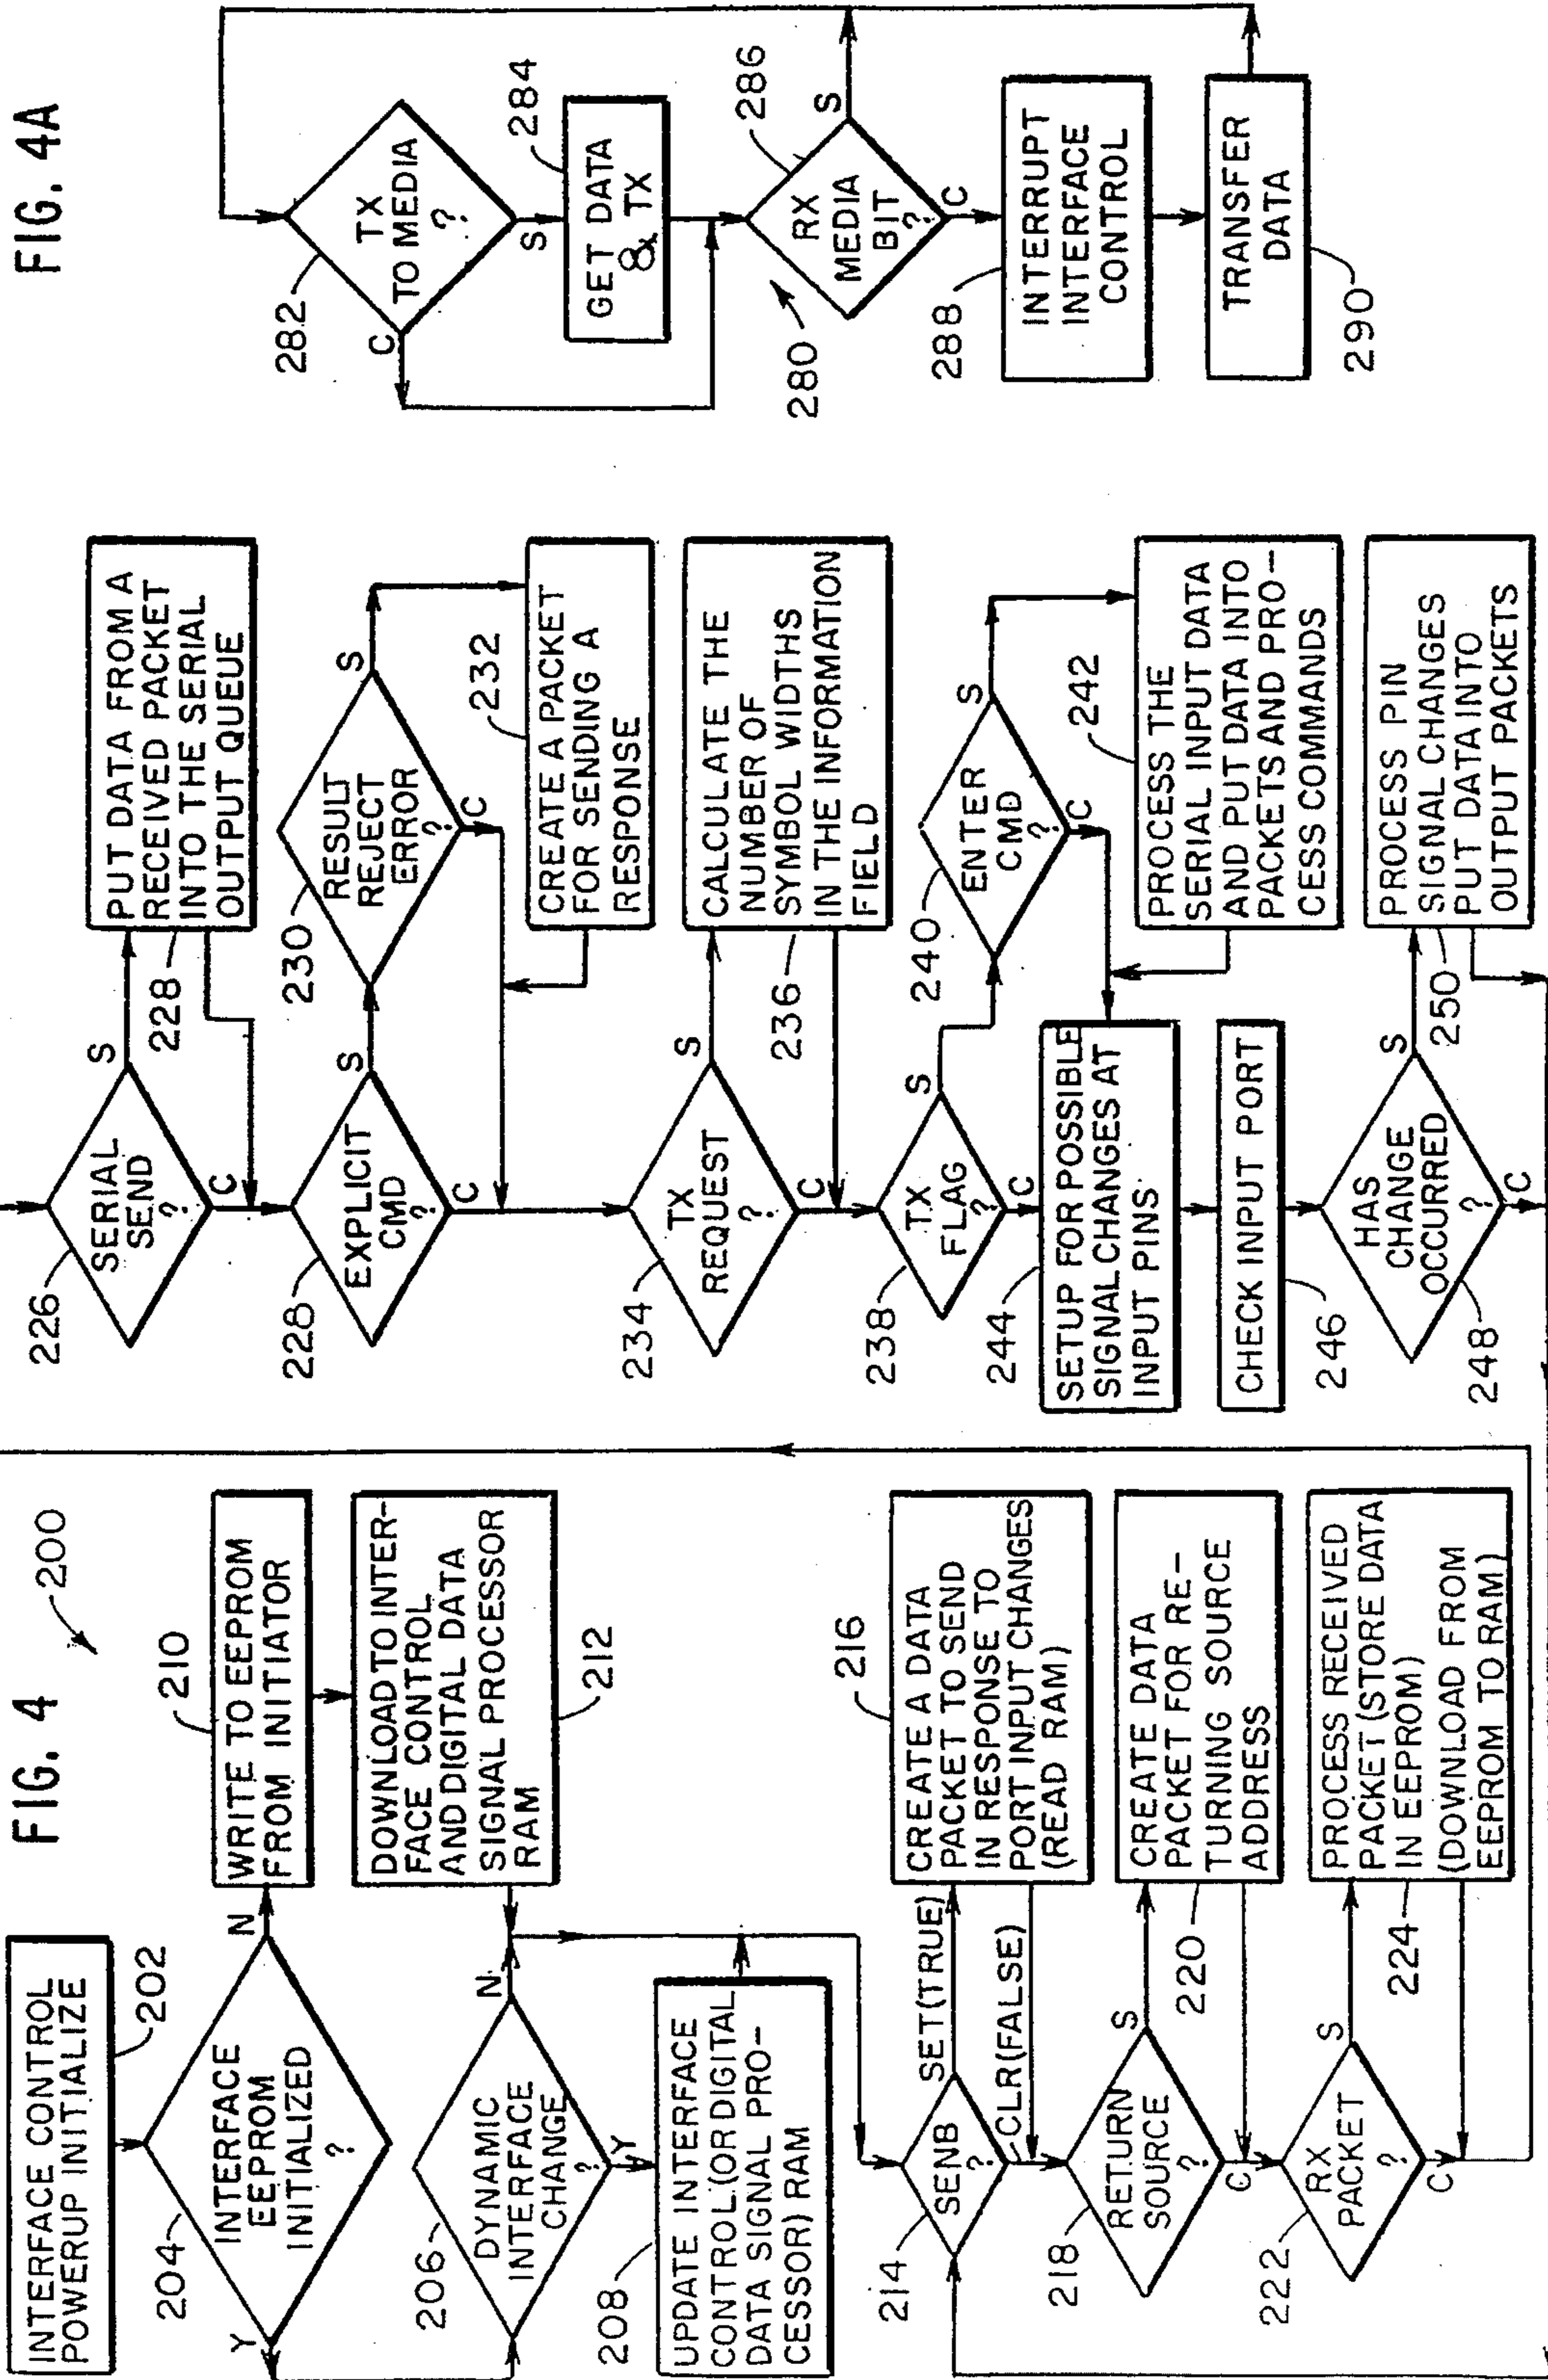 FIG. 4
200
INTERFACE CONTROL
POWERUP INITIALIZE
202
204
INTERFACE
EEPROM
INITIALIZED
?
Y
N
210
WRITE TO EEPROM
FROM INITIATOR
DOWNLOAD TO INTER-
FACE CONTROL
AND DIGITAL DATA
SIGNAL PROCESSOR
RAM
212
206
DYNAMIC
INTERFACE
CHANGE
?
N
Y
208
UPDATE INTERFACE
CONTROL (OR DIGITAL
DATA SIGNAL PRO-
CESSOR) RAM
214
SENB
?
SET(TRUE)
CLR(FALSE)
216
CREATE A DATA
PACKET TO SEND
IN RESPONSE TO
PORT INPUT CHANGES
(READ RAM)
218
RETURN
SOURCE
?
S
C
220
CREATE DATA
PACKET FOR RE-
TURNING SOURCE
ADDRESS
222
RX
PACKET
?
S
C
224
PROCESS RECEIVED
PACKET (STORE DATA
IN EEPROM)
(DOWNLOAD FROM
EEPROM TO RAM)
226
SERIAL
SEND
?
S
C
228
PUT DATA FROM A
RECEIVED PACKET
INTO THE SERIAL
OUTPUT QUEUE
228
EXPLICIT
CMD
?
S
C
230
RESULT
REJECT
ERROR
?
S
C
232
CREATE A PACKET
FOR SENDING A
RESPONSE
234
TX
REQUEST
?
S
C
236
CALCULATE THE
NUMBER OF
SYMBOL WIDTHS
IN THE INFORMATION
FIELD
238
TX
FLAG
?
S
C
240
ENTER
CMD
?
S
C
242
PROCESS THE
SERIAL INPUT DATA
AND PUT DATA INTO
PACKETS AND PRO-
CESS COMMANDS
244
SETUP FOR POSSIBLE
SIGNAL CHANGES AT
INPUT PINS
CHECK INPUT PORT
246
HAS
CHANGE
OCCURRED
?
248
S
C
250
PROCESS PIN
SIGNAL CHANGES
PUT DATA INTO
OUTPUT PACKETS
FIG. 4A
282
TX
TO MEDIA
?
C
S
284
GET DATA
& TX
280
286
RX
MEDIA
BIT
?
S
C
288
INTERRUPT
INTERFACE
CONTROL
TRANSFER
DATA
290